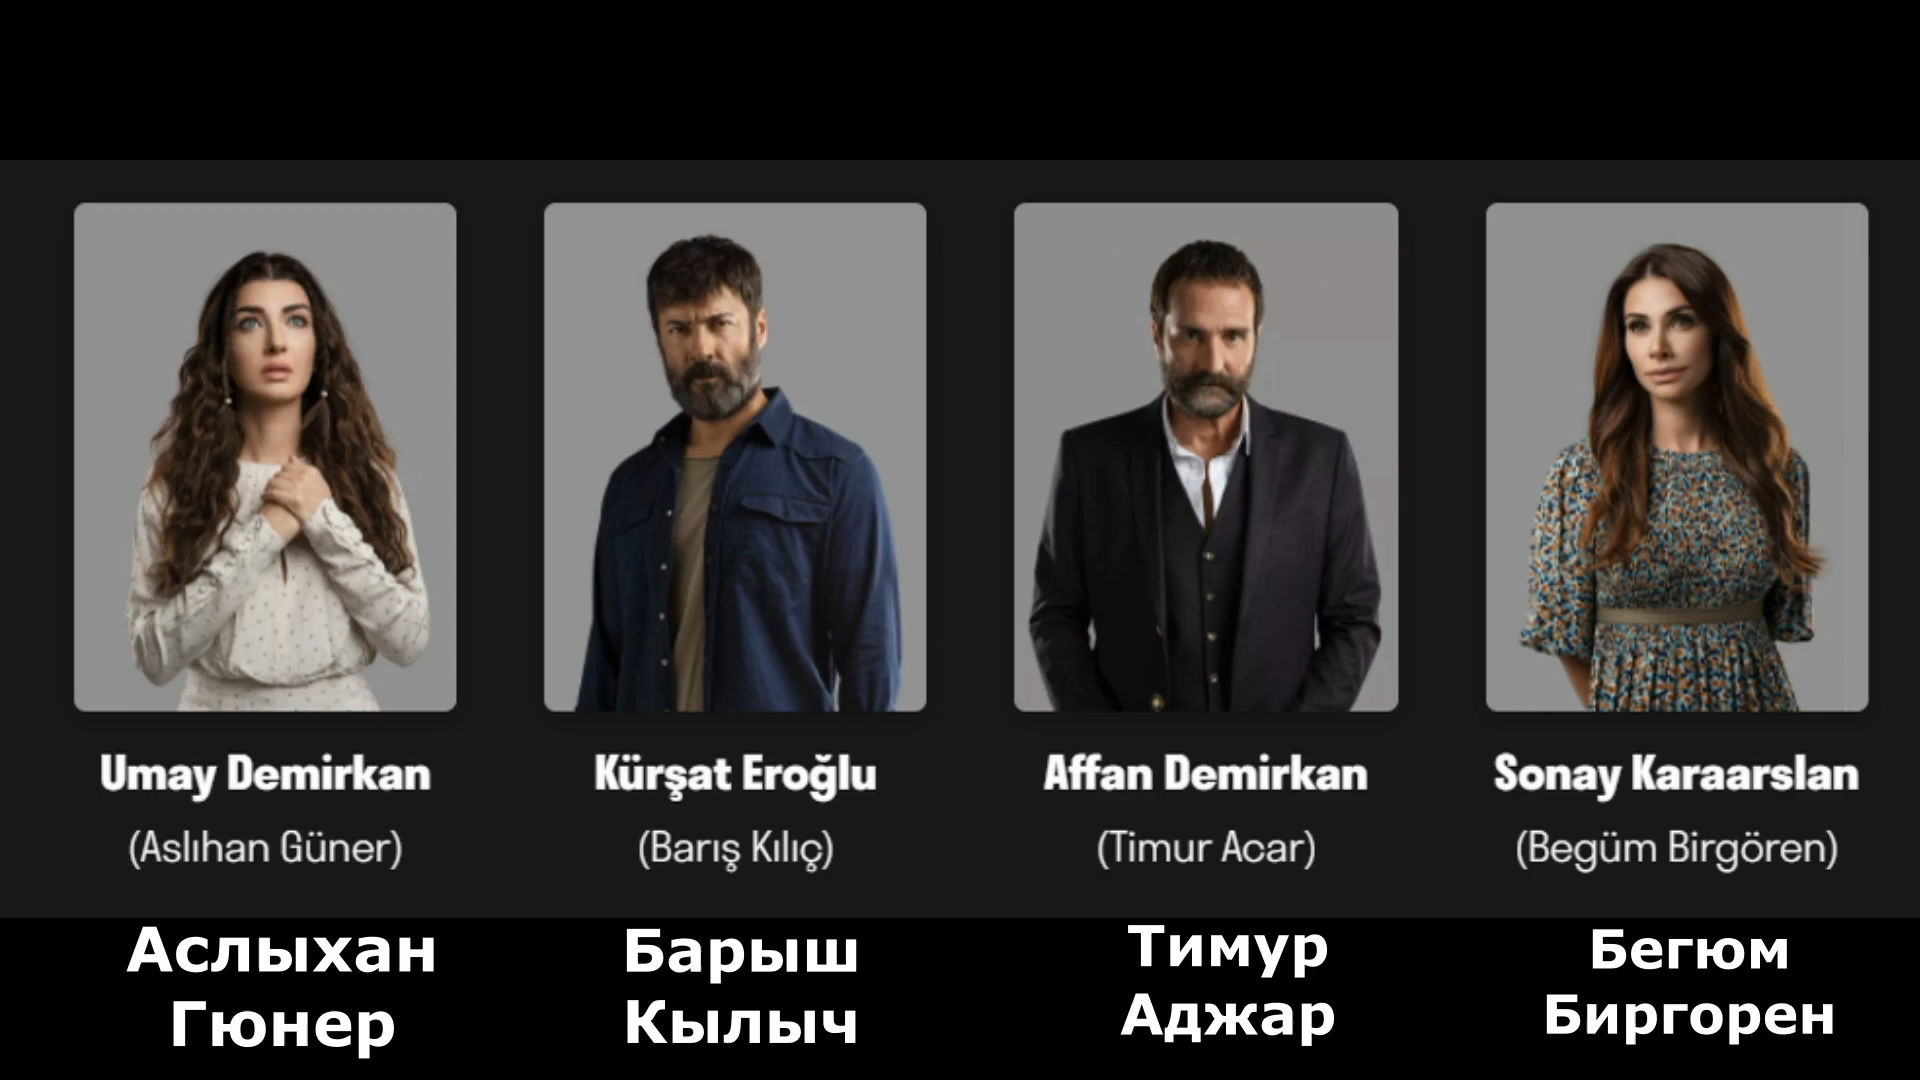 Umay Demirkan
(Aslıhan Güner)
Аслыхан
Гюнер
Kürşat Eroğlu
(Barış Kılıç)
Барыш
Кылыч
Affan Demirkan
(Timur Acar)
Тимур
Аджар
Sonay Karaarslan
(Begüm Birgören)
Бегюм
Биргорен